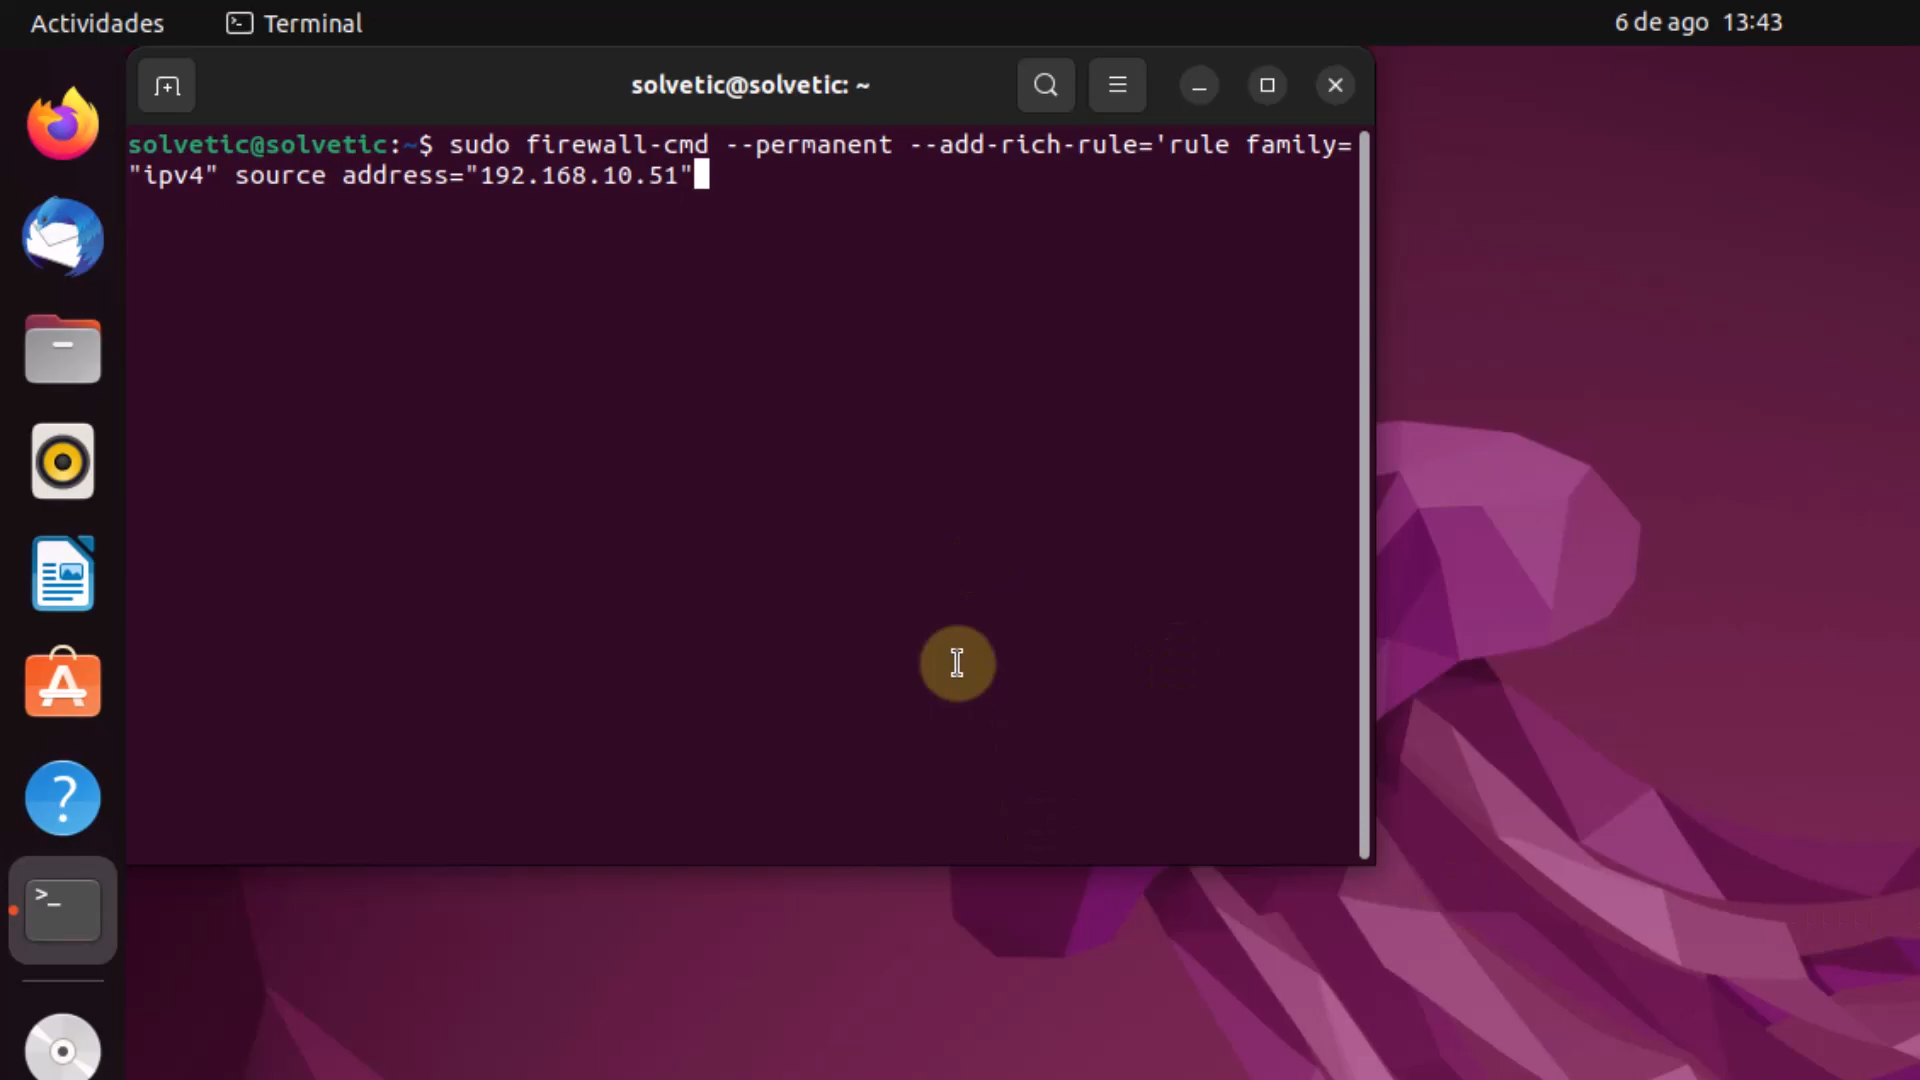 Actividades Terminal 6 de ago 13:43
solvetic@solvetic: ~
solvetic@solvetic:~$ sudo firewall-cmd --permanent --add-rich-rule='rule family=
"ipv4" source address="192.168.10.51"